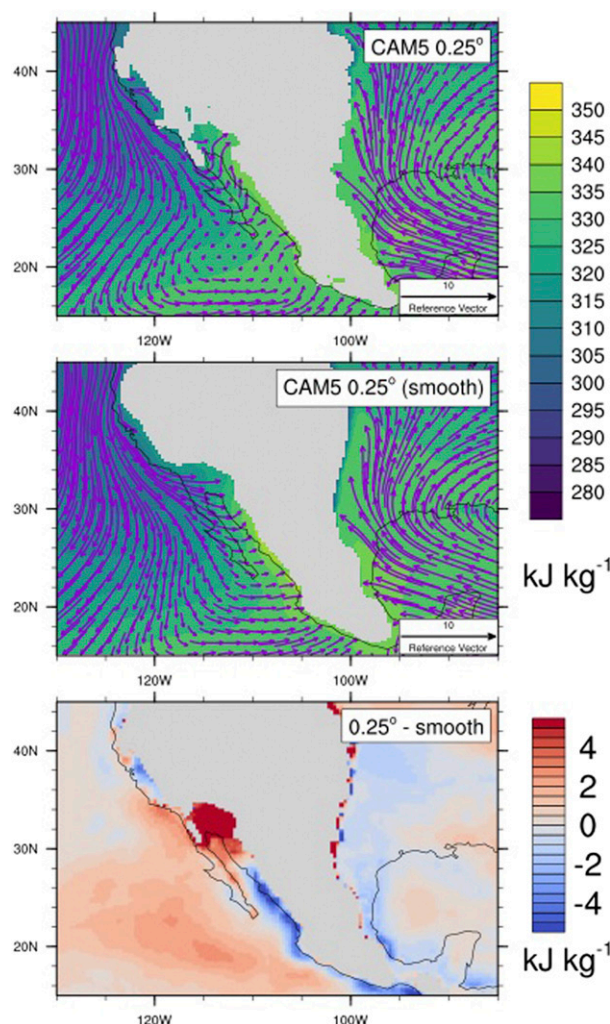 CAM5 0.25°
40N
30N
20N
10
Reference Vector
120W
100W
CAM5 0.25° (smooth)
40N
30N
20N
10
Reference Vector
120W
100W
0.25° - smooth
40N
30N
20N
120W
100W
350
345
340
335
330
325
320
315
310
305
300
295
290
285
280
kJ kg⁻¹
4
2
0
-2
-4
kJ kg⁻¹